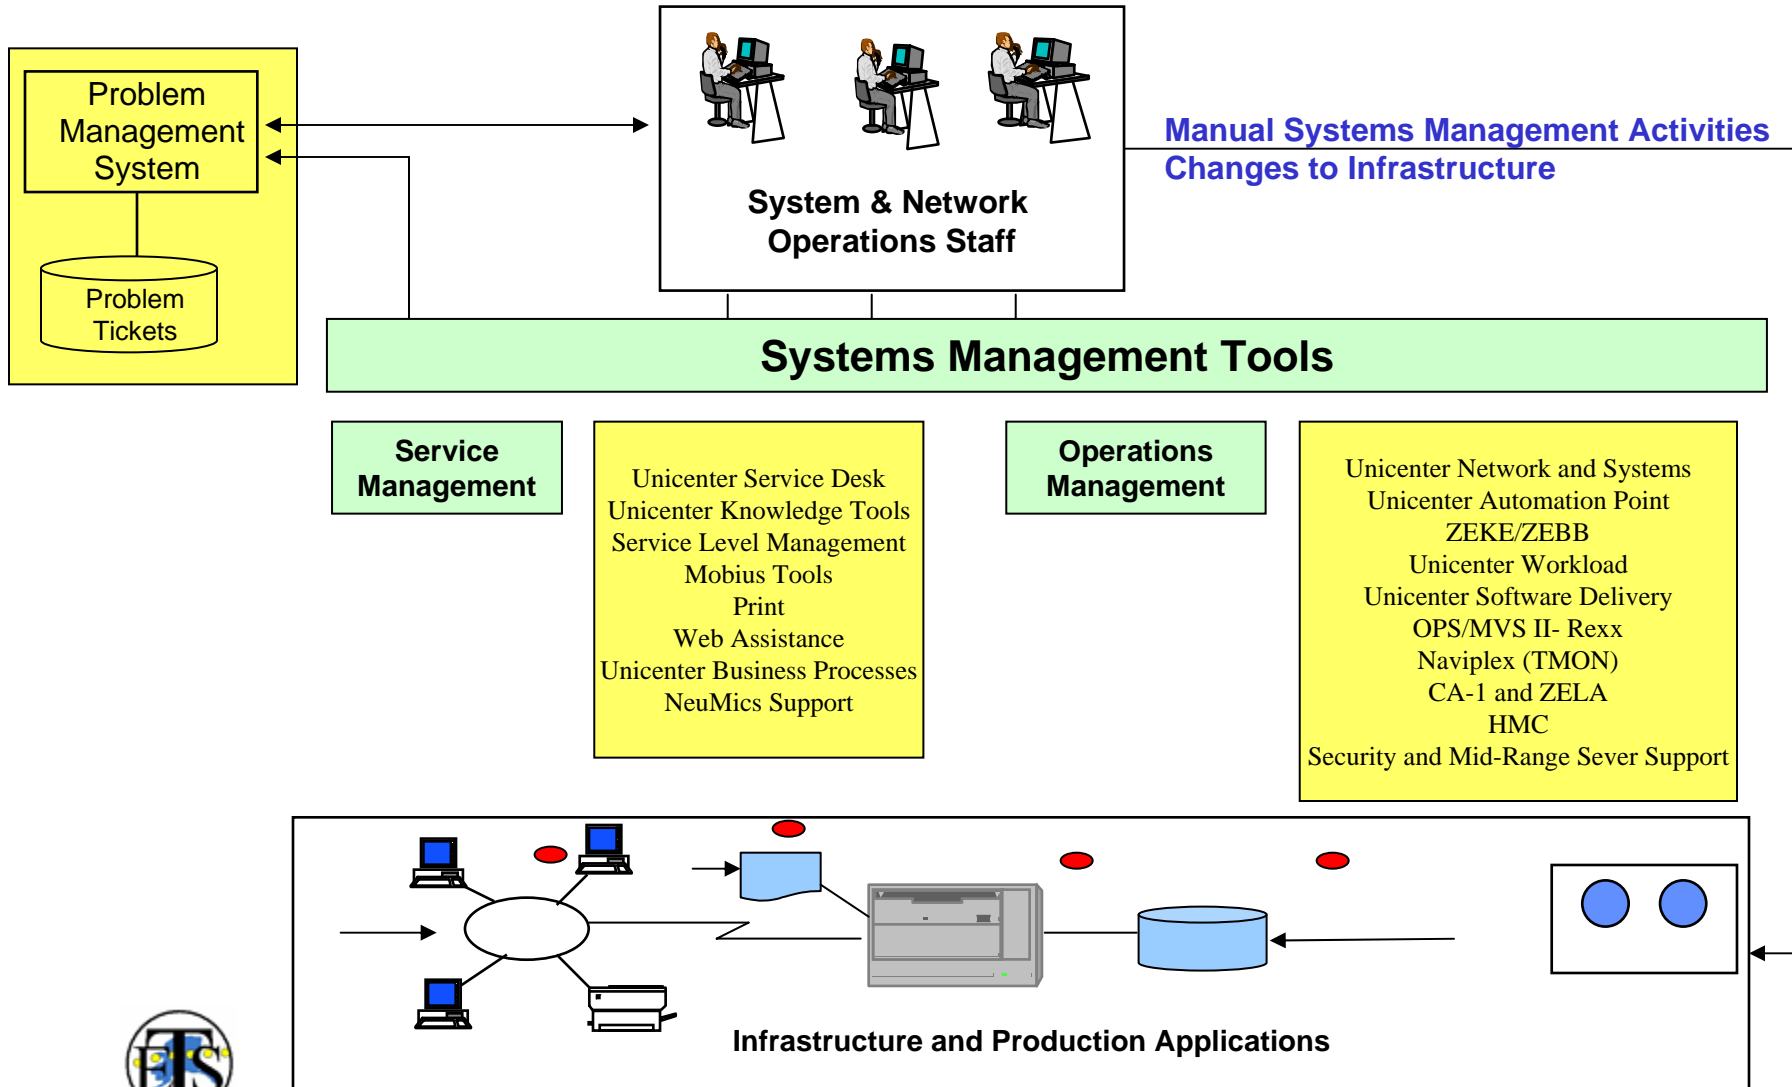 Problem
Management
System
Problem
Tickets
System & Network
Operations Staff
Manual Systems Management Activities
Changes to Infrastructure
Systems Management Tools
Service
Management
Unicenter Service Desk
Unicenter Knowledge Tools
Service Level Management
Mobius Tools
Print
Web Assistance
Unicenter Business Processes
NeuMics Support
Operations
Management
Unicenter Network and Systems
Unicenter Automation Point
ZEKE/ZEBB
Unicenter Workload
Unicenter Software Delivery
OPS/MVS II- Rexx
Naviplex (TMON)
CA-1 and ZELA
HMC
Security and Mid-Range Sever Support
Infrastructure and Production Applications
ETS